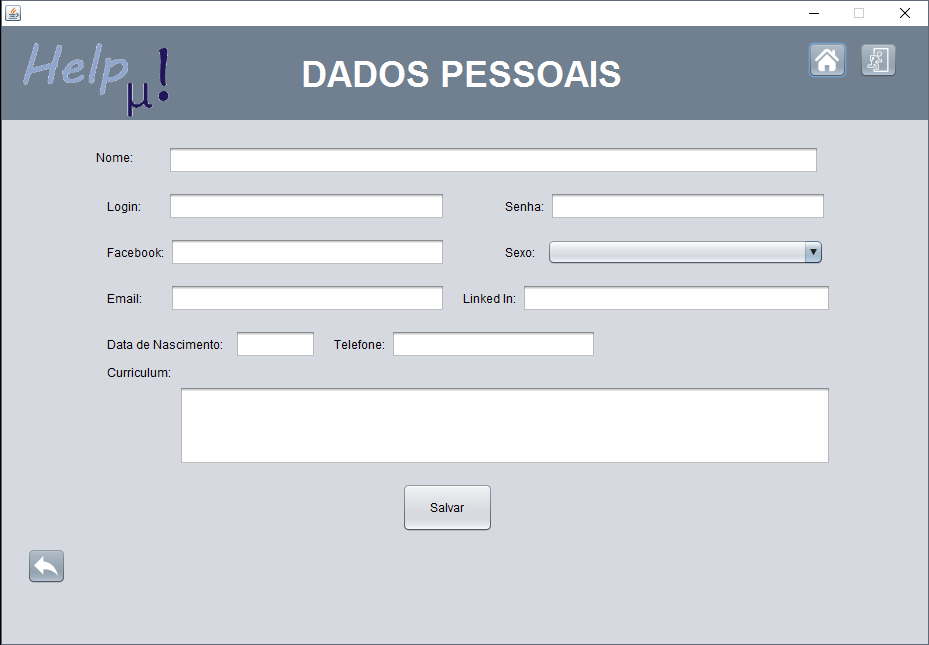 Help μ!
DADOS PESSOAIS
Nome:
Login: Senha:
Facebook: Sexo:
Email: Linked In:
Data de Nascimento: Telefone:
Curriculum:
Salvar